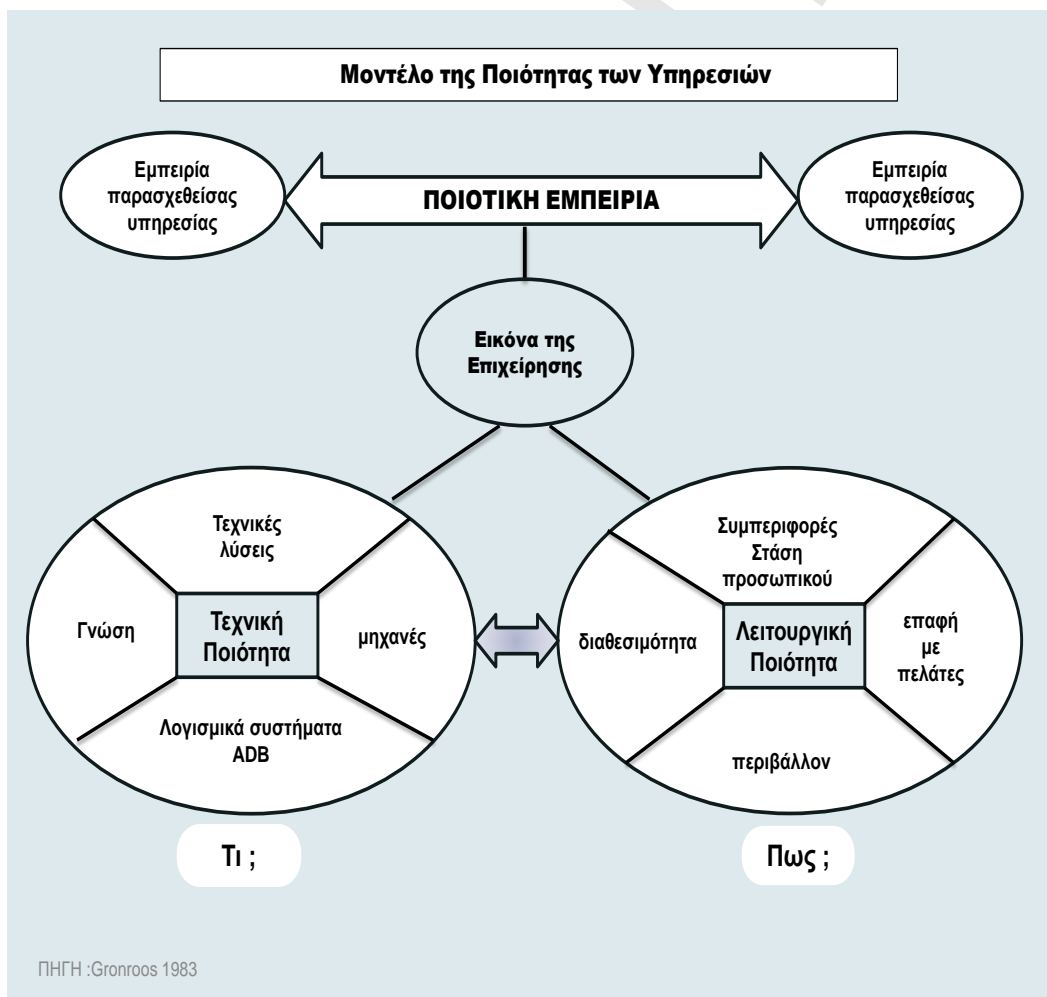 Μοντέλο της Ποιότητας των Υπηρεσιών
Εμπειρία
παρασχεθείσας
υπηρεσίας
ΠΟΙΟΤΙΚΗ ΕΜΠΕΙΡΙΑ
Εμπειρία
παρασχεθείσας
υπηρεσίας
Εικόνα της
Επιχείρησης
Τεχνικές
λύσεις
Γνώση
Τεχνική
Ποιότητα
μηχανές
Λογισμικά συστήματα
ADB
Συμπεριφορές
Στάση
προσωπικού
διαθεσιμότητα
Λειτουργική
Ποιότητα
επαφή
με
πελάτες
περιβάλλον
Τι ;
Πως ;
ΠΗΓΗ :Gronroos 1983